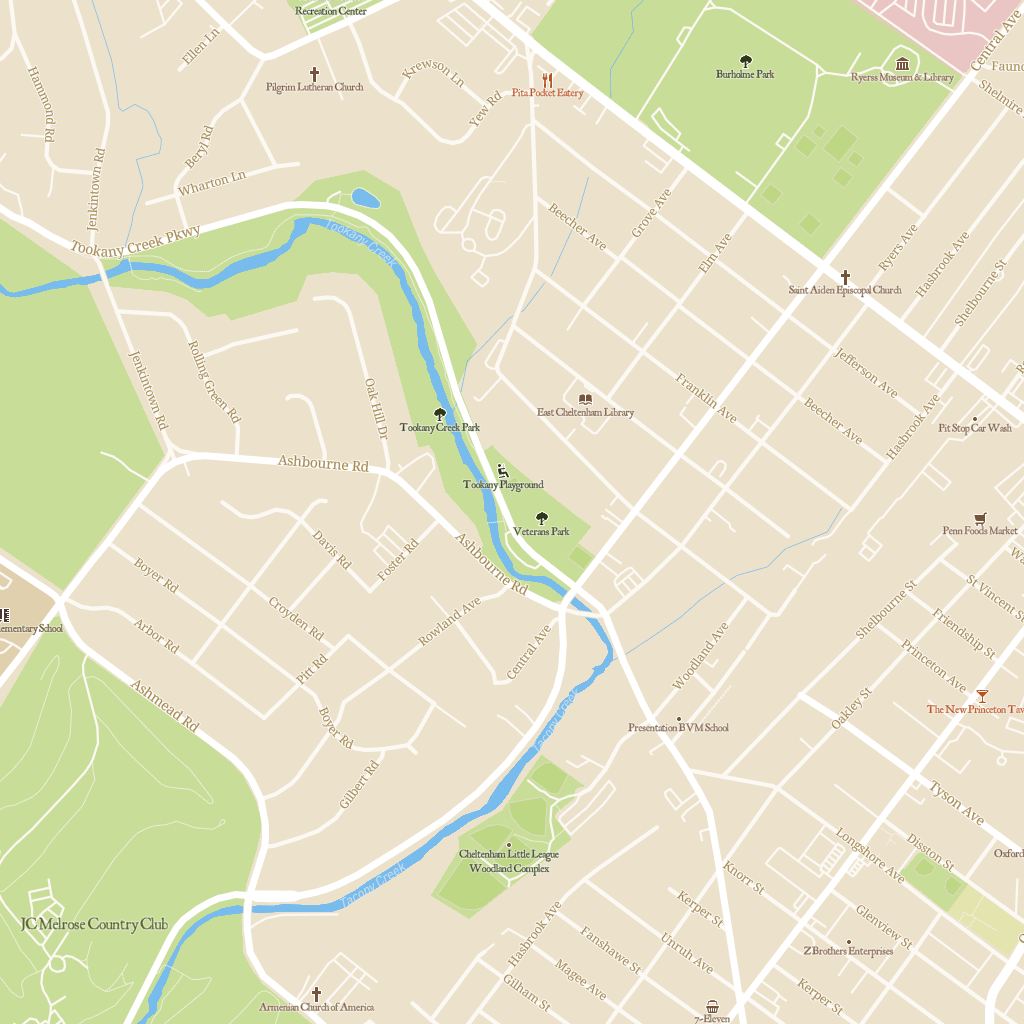 Recreation Center
Ellen Ln
Central Ave
Pilgrim Lutheran Church
Krewson Ln
Burholme Park
Ryerss Museum & Library
Hammond Rd
Pita Pocket Eatery
Yew Rd
Shelmire
Beryl Rd
Jenkintown Rd
Wharton Ln
Tookany Creek Pkwy
Tookany Creek
Beecher Ave
Grove Ave
Elm Ave
Ryers Ave
Hasbrook Ave
Shelbourne St
Saint Aiden Episcopal Church
Jenkintown Rd
Rolling Green Rd
Oak Hill Dr
Jefferson Ave
Franklin Ave
East Cheltenham Library
Tookany Creek Park
Beecher Ave
Hasbrook Ave
Pit Stop Car Wash
Ashbourne Rd
Tookany Playground
Veterans Park
Penn Foods Market
Davis Rd
Foster Rd
Ashbourne Rd
Boyer Rd
Croyden Rd
Rowland Ave
Arbor Rd
Pitt Rd
Central Ave
Woodland Ave
Shelbourne St
St Vincent St
Friendship St
Princeton Ave
Oakley St
Ashmead Rd
Boyer Rd
Tacony Creek
Presentation BVM School
The New Princeton Tav
Gilbert Rd
Tyson Ave
Cheltenham Little League
Woodland Complex
Longshore Ave
Disston St
Oxford
Tacony Creek
Knorr St
Kerper St
JC Melrose Country Club
Hasbrook Ave
Fanshawe St
Unruh Ave
Glenview St
Z Brothers Enterprises
Magee Ave
Gilham St
Kerper St
Armenian Church of America
7-Eleven